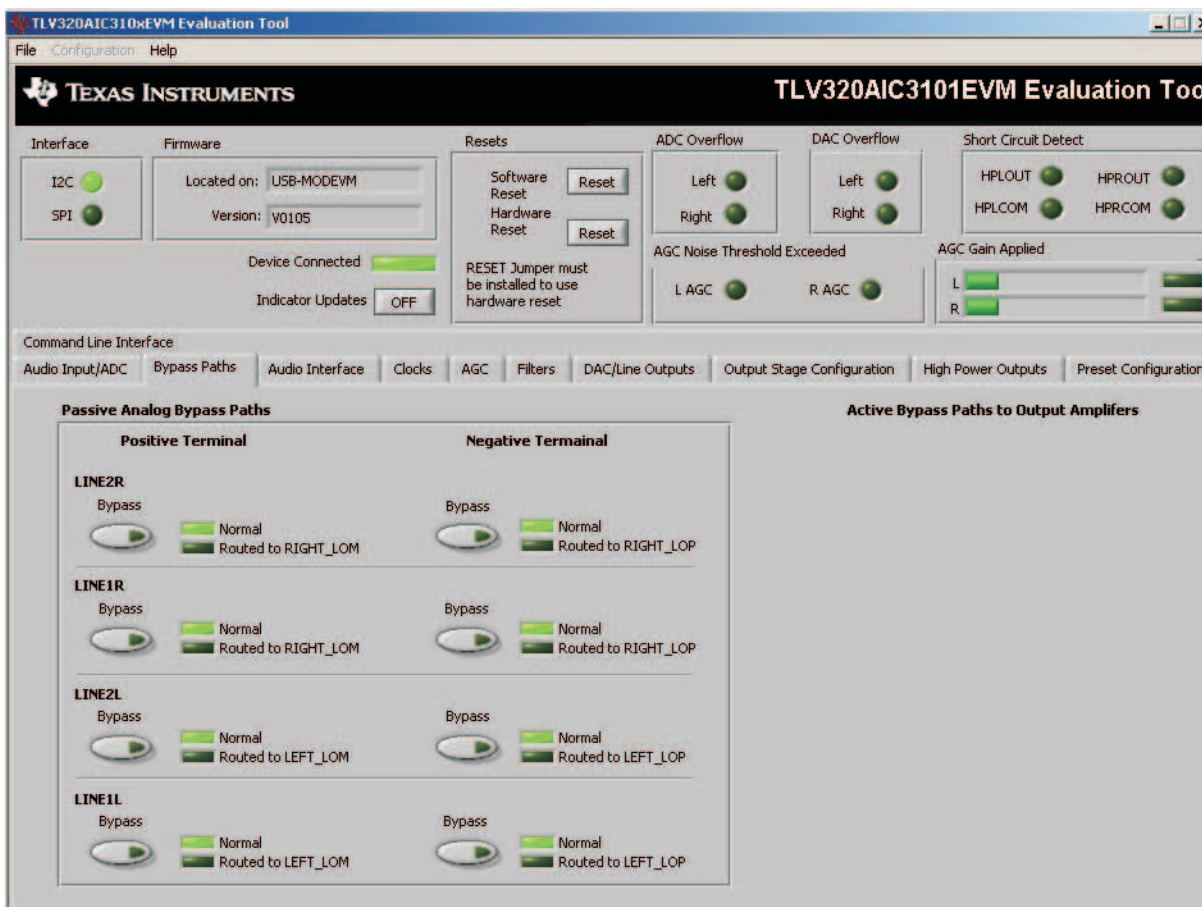 TLV320AIC310xEVM Evaluation Tool
File Configuration Help
TEXAS INSTRUMENTS
TLV320AIC3101EVM Evaluation Too
Interface
I2C
SPI
Firmware
Located on: USB-MODEVM
Version: V0105
Device Connected
Indicator Updates OFF
Resets
Software
Reset
Reset
Hardware
Reset
Reset
RESET Jumper must
be installed to use
hardware reset
ADC Overflow
Left
Right
DAC Overflow
Left
Right
Short Circuit Detect
HPLOUT HPROUT
HPLCOM HPRCOM
AGC Noise Threshold Exceeded
L AGC R AGC
AGC Gain Applied
L
R
Command Line Interface
Audio Input/ADC Bypass Paths Audio Interface Clocks AGC Filters DAC/Line Outputs Output Stage Configuration High Power Outputs Preset Configuration
Passive Analog Bypass Paths
Active Bypass Paths to Output Amplifers
Positive Terminal Negative Termainal
LINE2R
Bypass Bypass
Normal Normal
Routed to RIGHT_LOM Routed to RIGHT_LOP
LINE1R
Bypass Bypass
Normal Normal
Routed to RIGHT_LOM Routed to RIGHT_LOP
LINE2L
Bypass Bypass
Normal Normal
Routed to LEFT_LOM Routed to LEFT_LOP
LINE1L
Bypass Bypass
Normal Normal
Routed to LEFT_LOM Routed to LEFT_LOP